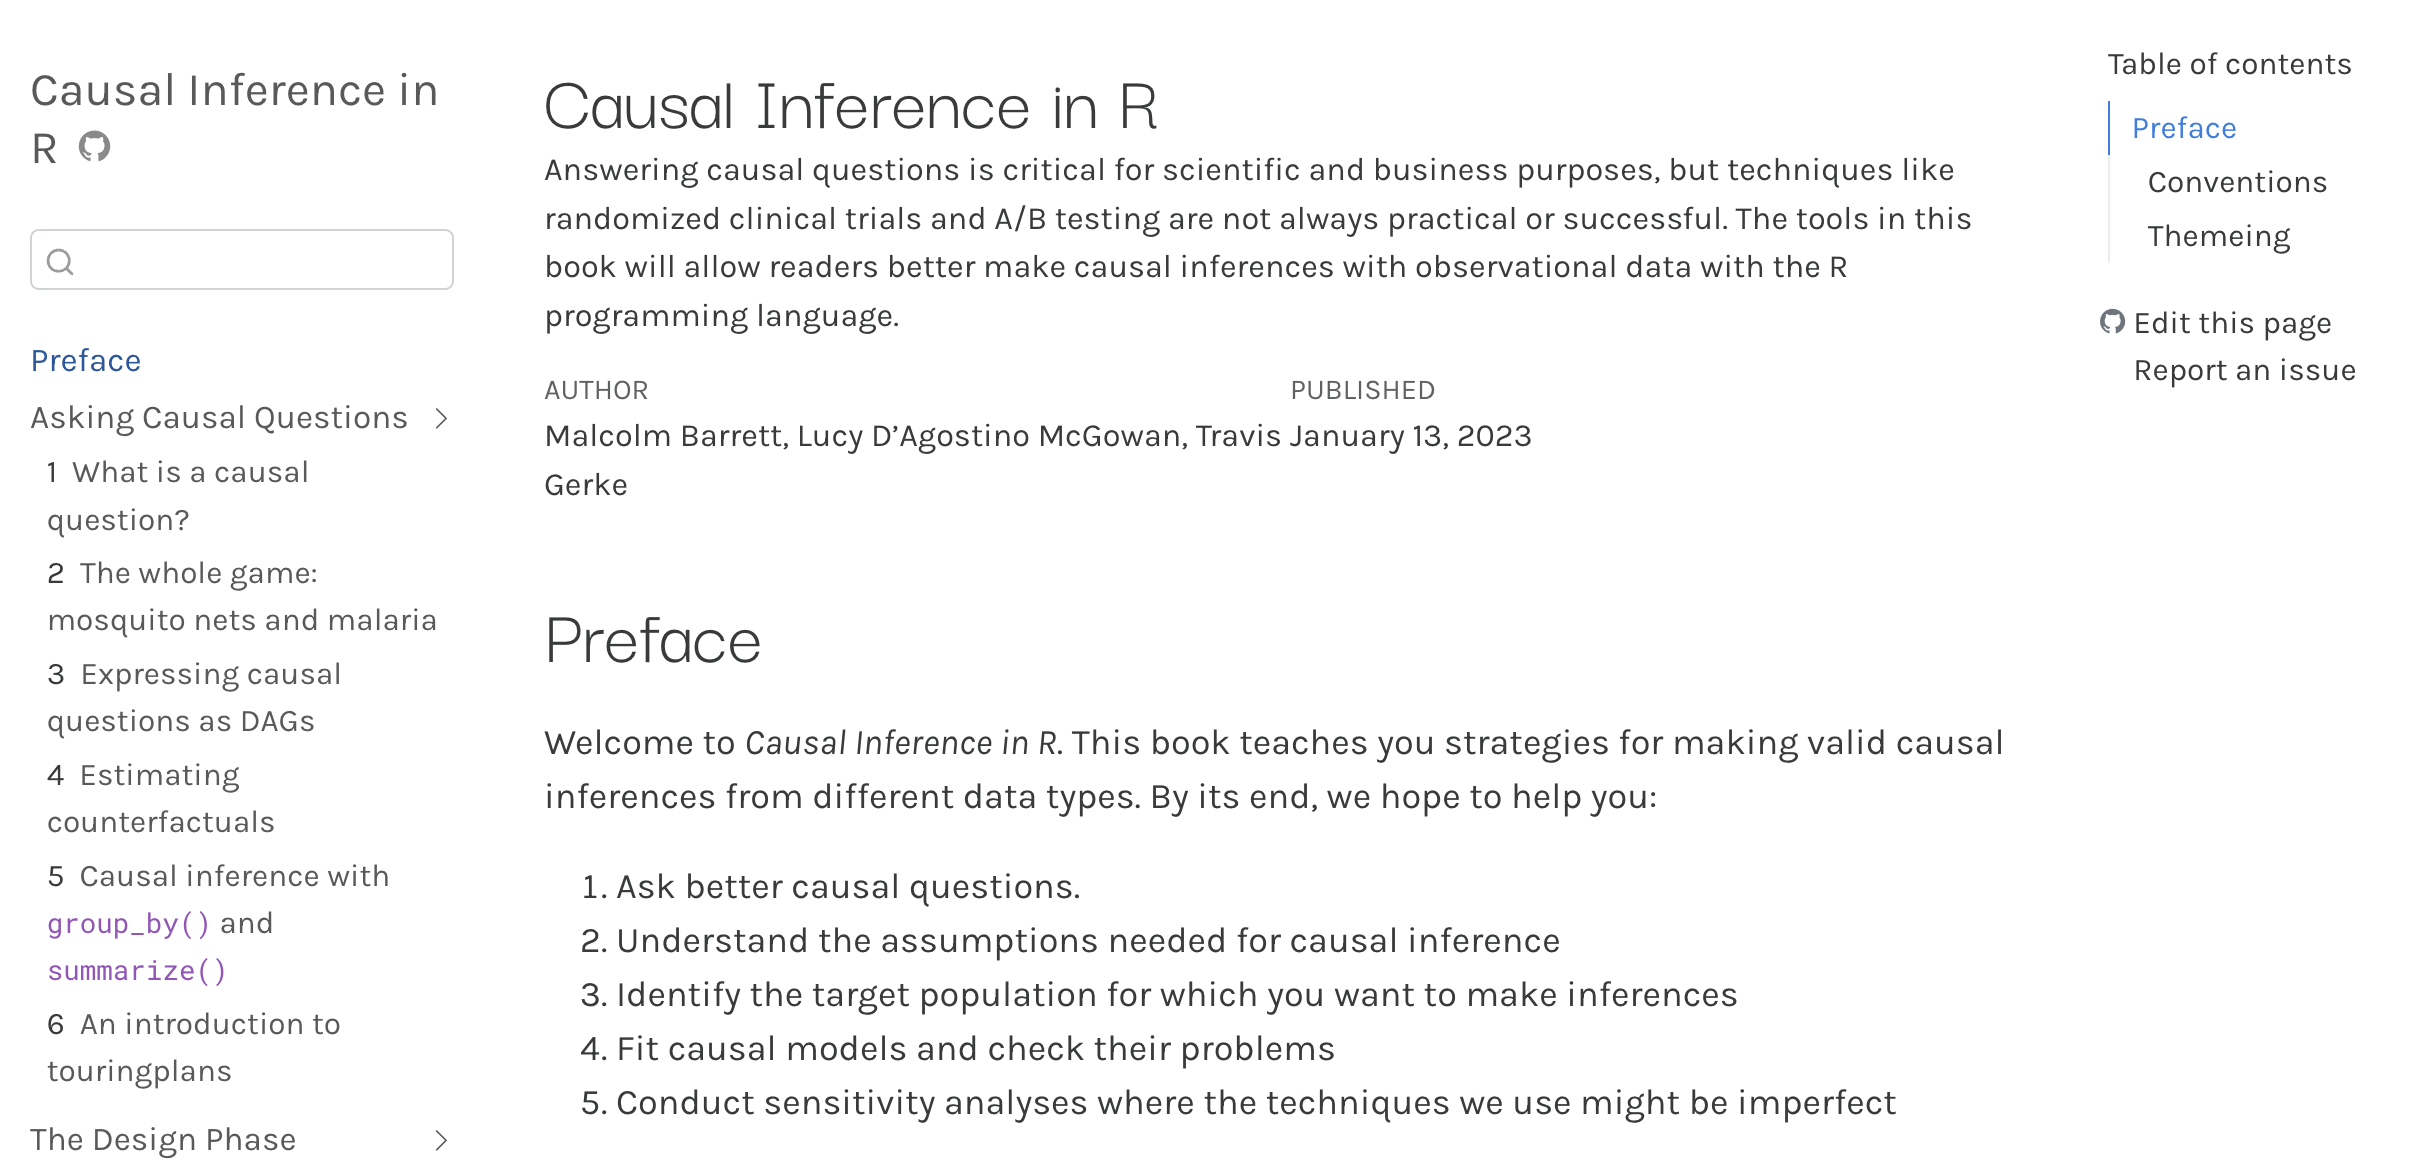 Causal Inference in
R
Preface
Asking Causal Questions
1 What is a causal
question?
2 The whole game:
mosquito nets and malaria
3 Expressing causal
questions as DAGs
4 Estimating
counterfactuals
5 Causal inference with
group_by() and
summarize()
6 An introduction to
touringplans
The Design Phase
Causal Inference in R
Answering causal questions is critical for scientific and business purposes, but techniques like
randomized clinical trials and A/B testing are not always practical or successful. The tools in this
book will allow readers better make causal inferences with observational data with the R
programming language.
AUTHOR
Malcolm Barrett, Lucy D’Agostino McGowan, Travis
Gerke
PUBLISHED
January 13, 2023
Preface
Welcome to Causal Inference in R. This book teaches you strategies for making valid causal
inferences from different data types. By its end, we hope to help you:
1. Ask better causal questions.
2. Understand the assumptions needed for causal inference
3. Identify the target population for which you want to make inferences
4. Fit causal models and check their problems
5. Conduct sensitivity analyses where the techniques we use might be imperfect
Table of contents
Preface
Conventions
Themeing
Edit this page
Report an issue